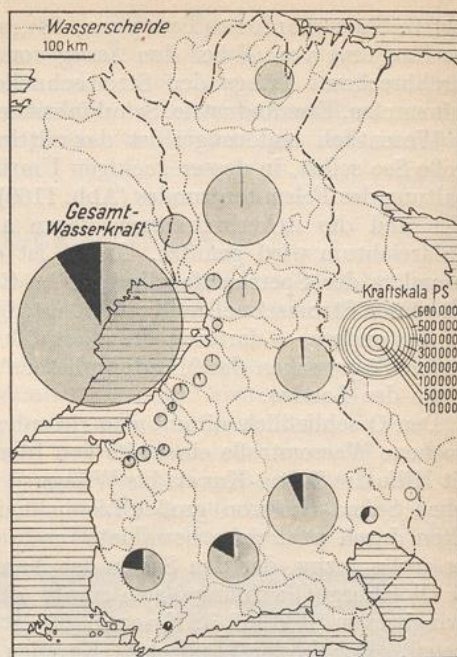 Wasserscheide
100 km
Gesamt-
Wasserkraft
Kraftskala PS
600 000
500 000
400 000
300 000
200 000
100 000
50 000
10 000